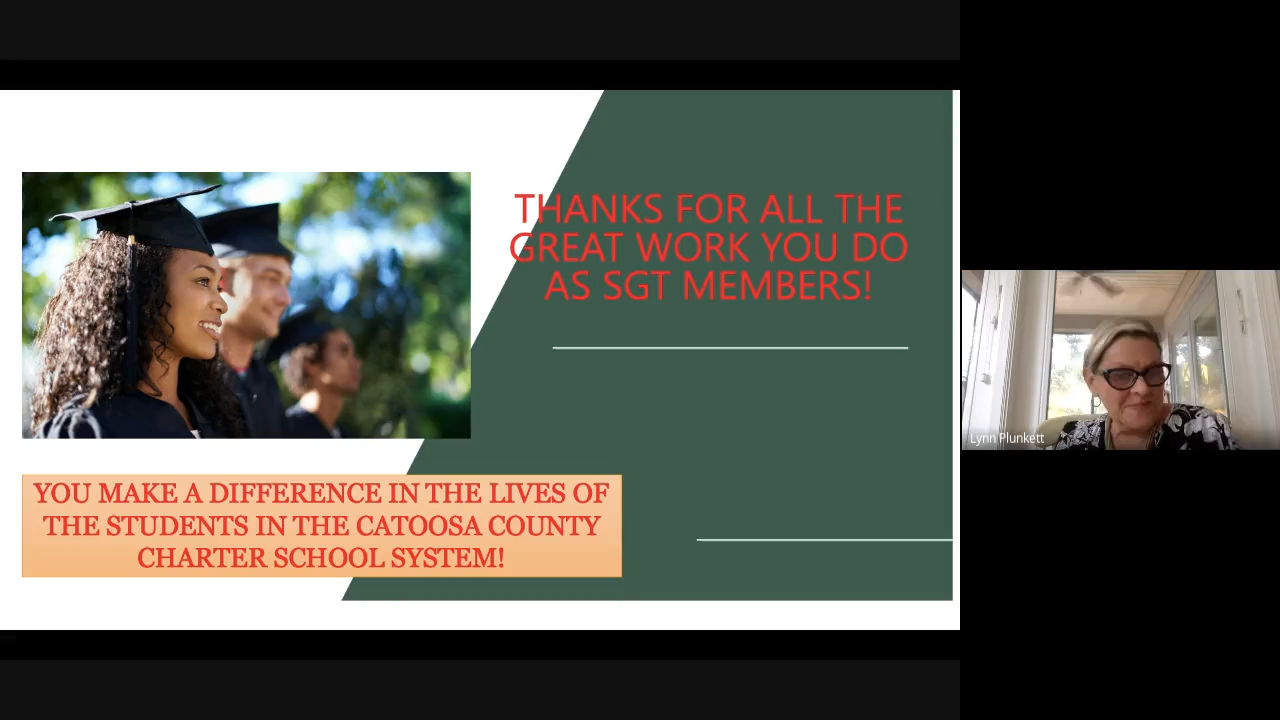 THANKS FOR ALL THE
GREAT WORK YOU DO
AS SGT MEMBERS!
YOU MAKE A DIFFERENCE IN THE LIVES OF
THE STUDENTS IN THE CATOOSA COUNTY
CHARTER SCHOOL SYSTEM!
Lynn Plunkett